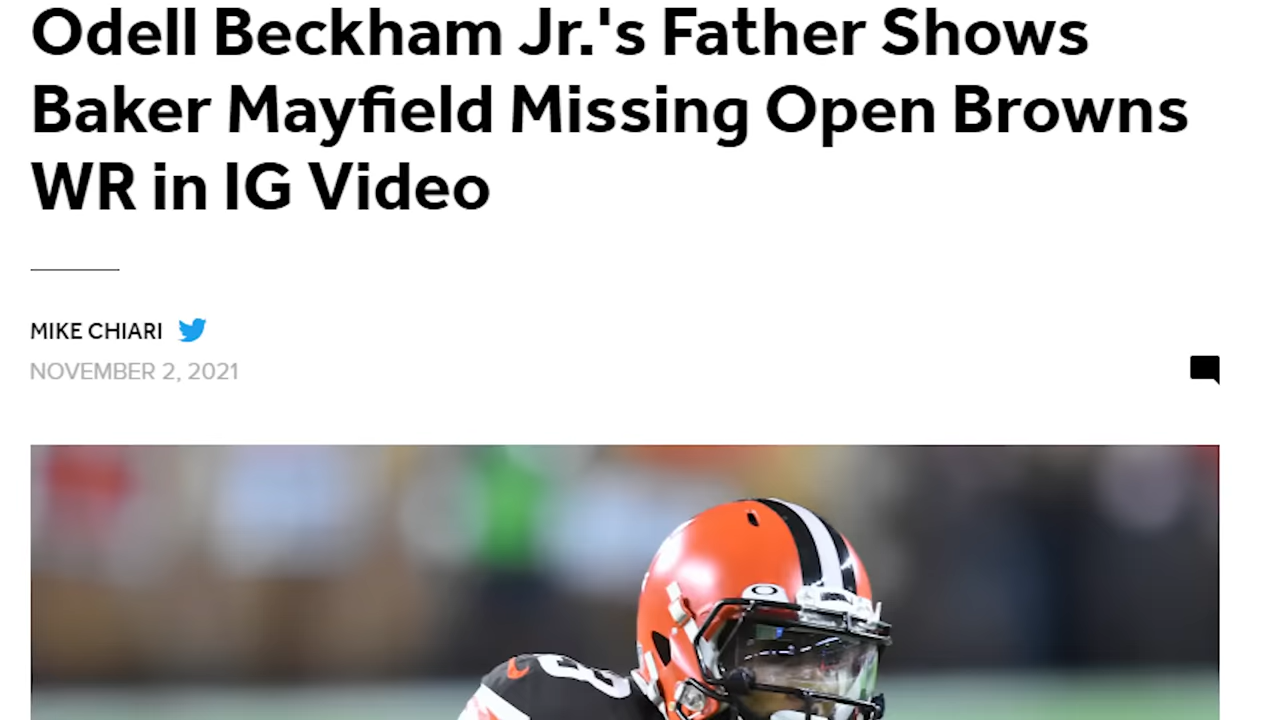 Odell Beckham Jr.'s Father Shows
Baker Mayfield Missing Open Browns
WR in IG Video
MIKE CHIARI
NOVEMBER 2, 2021